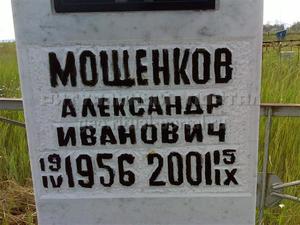 МОЩЕНКОВ
АЛЕКСАНДР
ИВАНОВИЧ
19 IV 1956 2001 15 IX